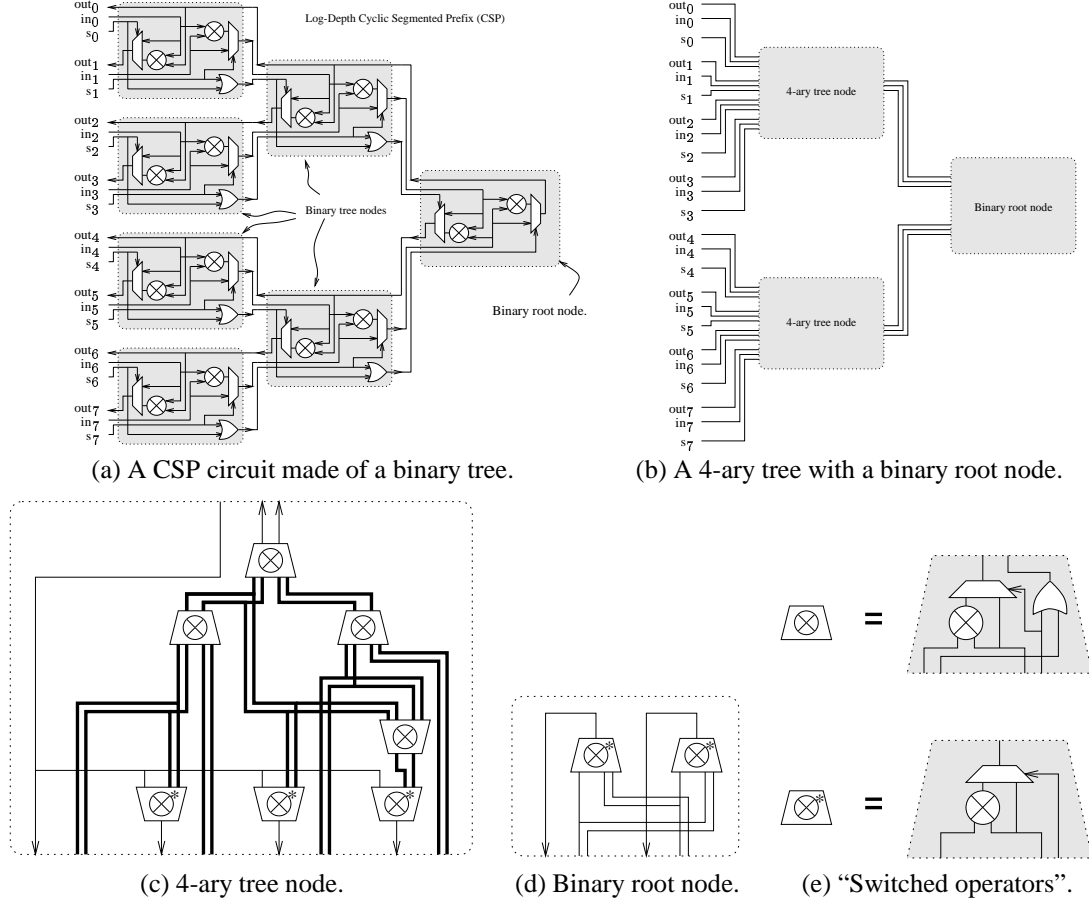 Log-Depth Cyclic Segmented Prefix (CSP)
out0
in0
s0
out1
in1
s1
out2
in2
s2
out3
in3
s3
out4
in4
s4
out5
in5
s5
out6
in6
s6
out7
in7
s7
Binary tree nodes
Binary root node.
(a) A CSP circuit made of a binary tree.
out0
in0
s0
out1
in1
s1
out2
in2
s2
out3
in3
s3
out4
in4
s4
out5
in5
s5
out6
in6
s6
out7
in7
s7
4-ary tree node
4-ary tree node
Binary root node
(b) A 4-ary tree with a binary root node.
*
*
*
(c) 4-ary tree node.
*
*
(d) Binary root node.
=
* =
(e) “Switched operators”.